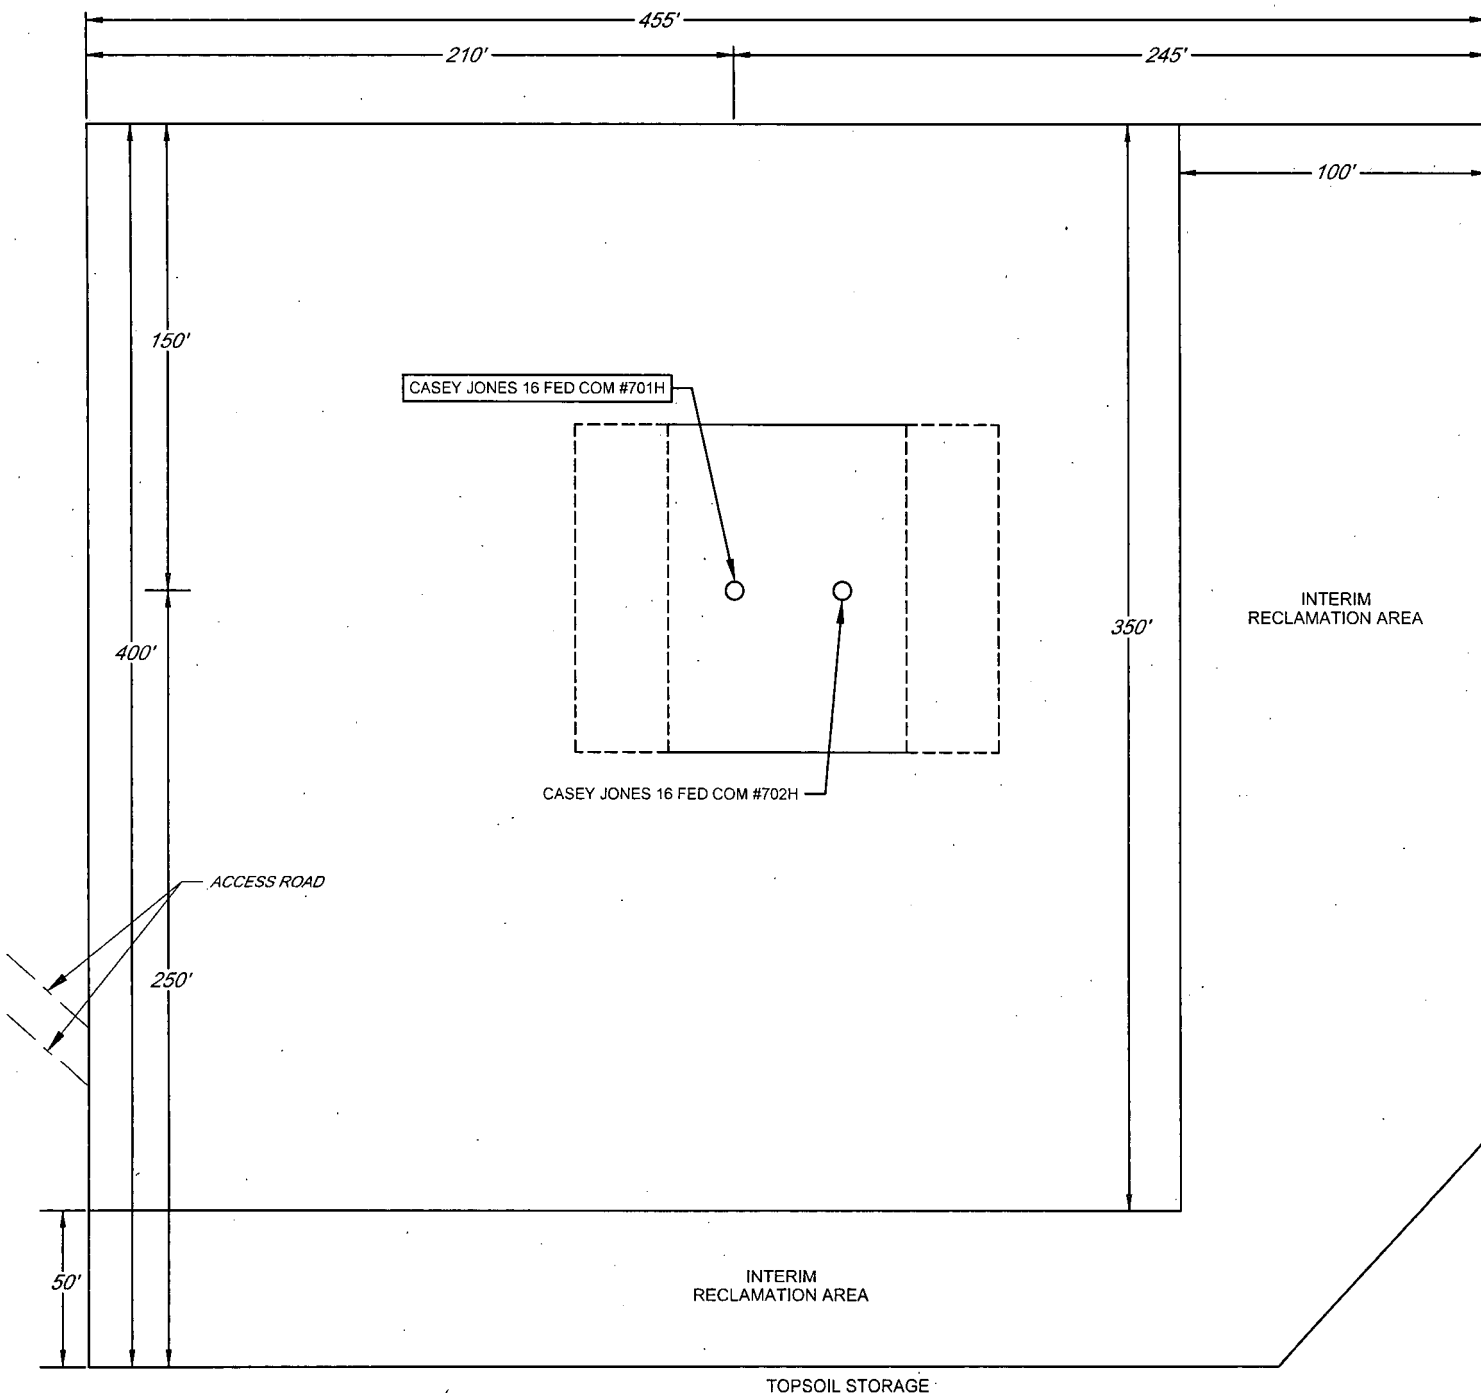 455'
210'
245'
100'
150'
CASEY JONES 16 FED COM #701H
INTERIM
RECLAMATION AREA
350'
400'
CASEY JONES 16 FED COM #702H
ACCESS ROAD
250'
50'
INTERIM
RECLAMATION AREA
TOPSOIL STORAGE